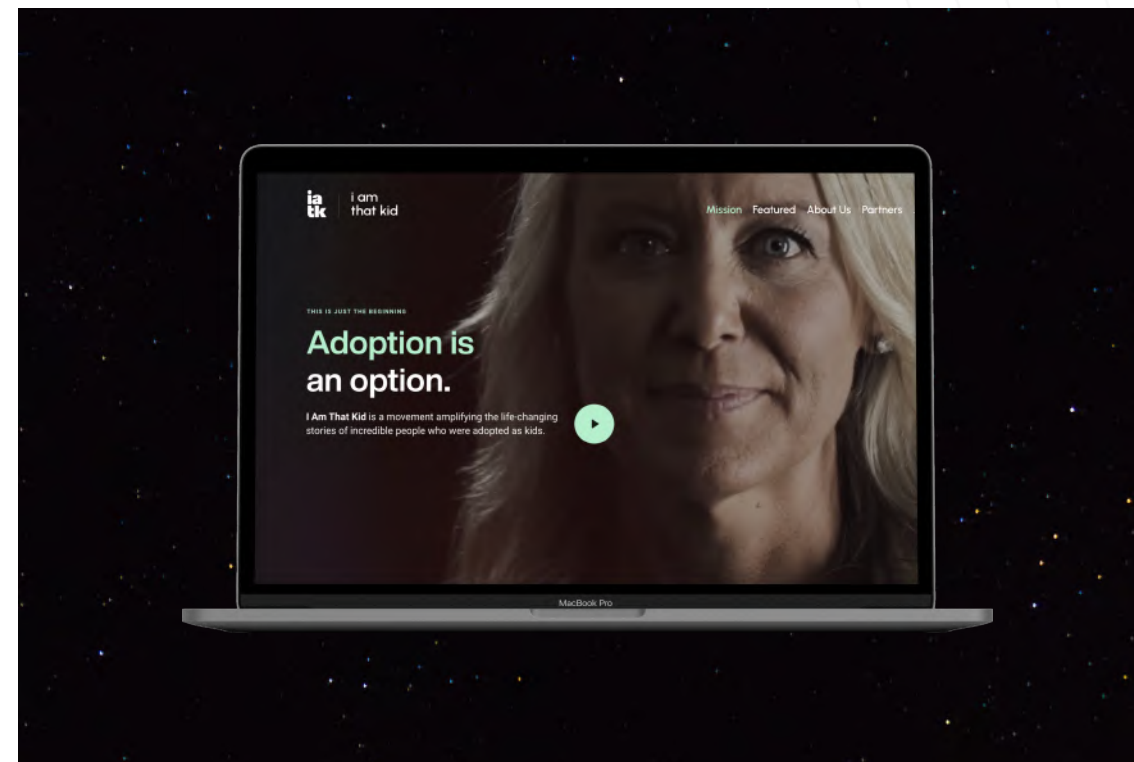 ia
tk
i am
that kid
Mission Featured About Us Partners
THIS IS JUST THE BEGINNING
Adoption is
an option.
I Am That Kid is a movement amplifying the life-changing
stories of incredible people who were adopted as kids.
MacBook Pro